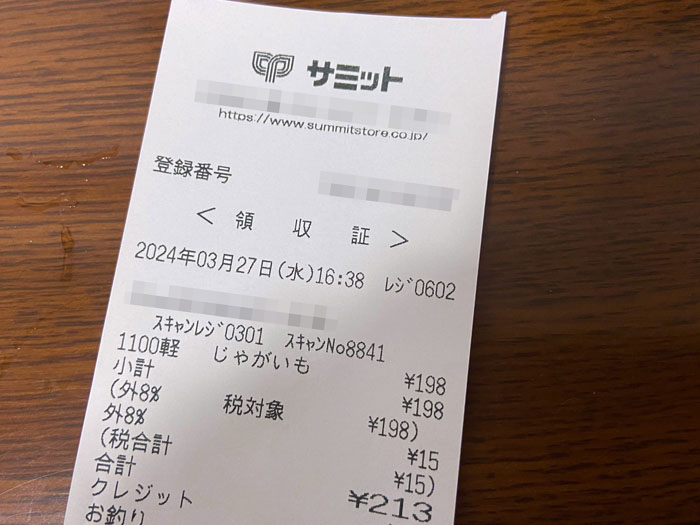 サミット
https://www.summitstore.co.jp/
登録番号
< 領 収 証 >
2024年03月27日(水)16:38 レジ0602
スキャンレジ0301 スキャンNo8841
1100軽 じゃがいも ¥198
小計 ¥198
(外8% 税対象 ¥198)
外8% ¥15
(税合計 ¥15)
合計 ¥213
クレジット
お釣り